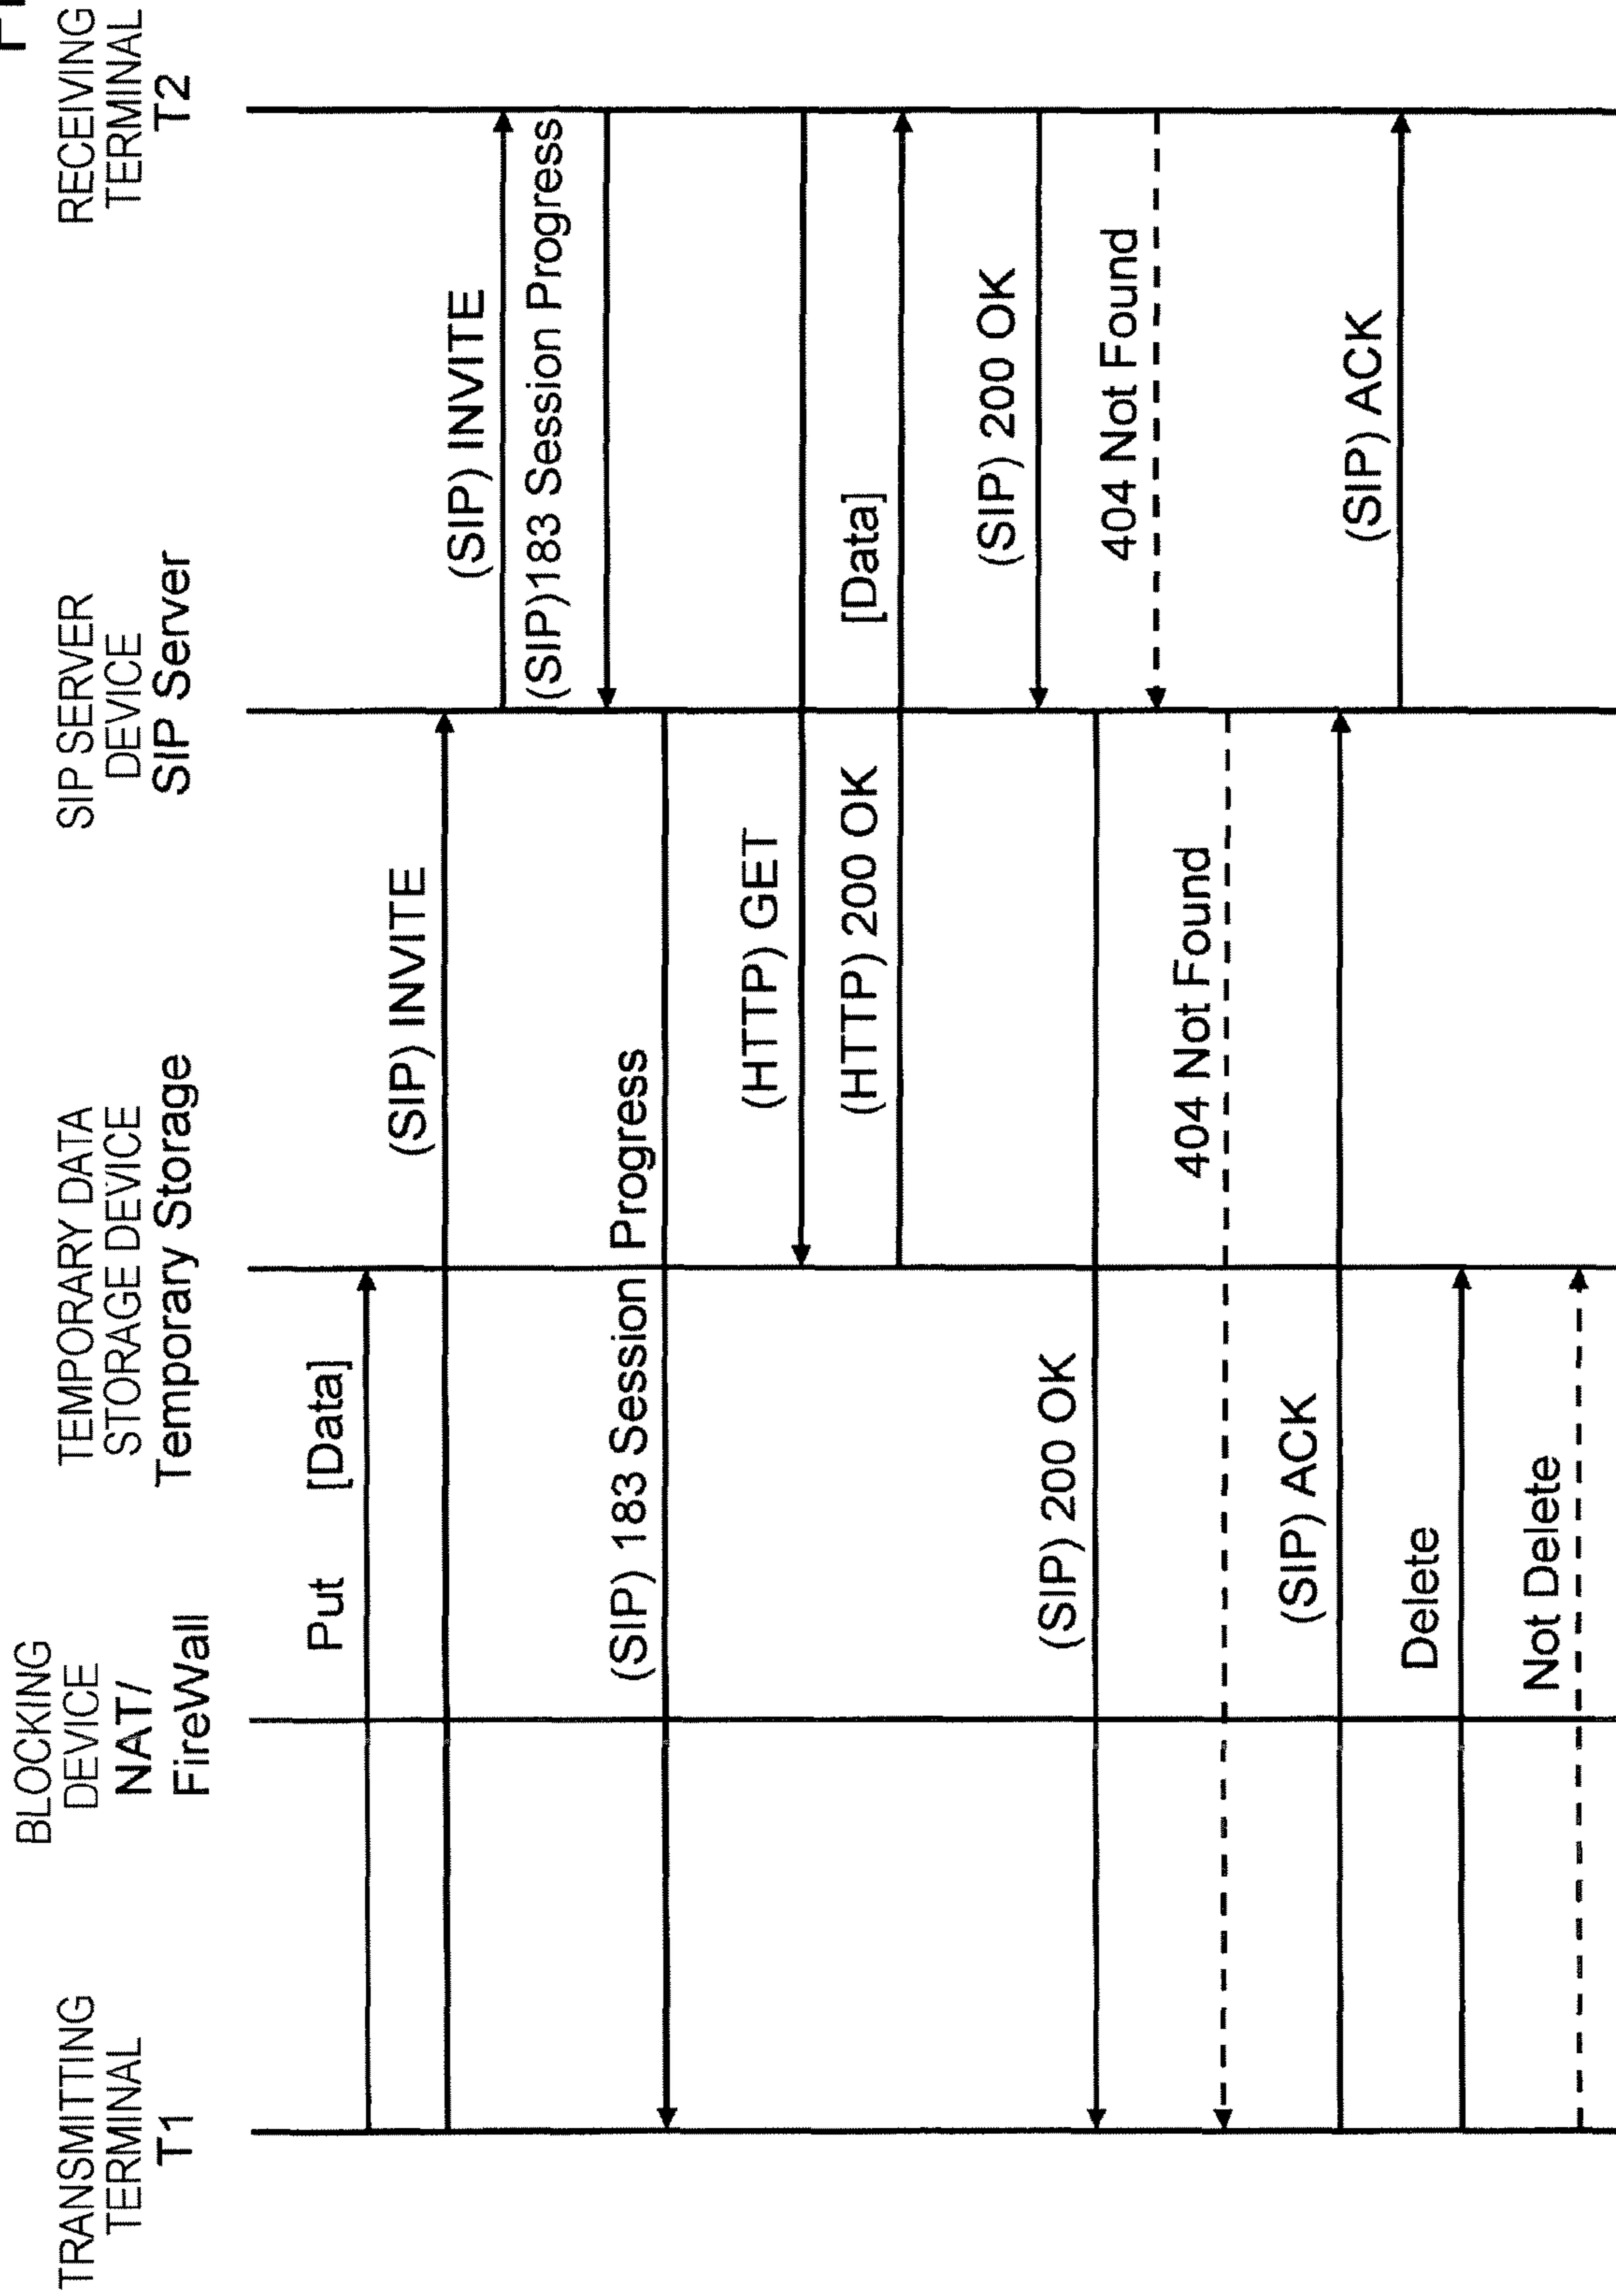 TRANSMITTING
TERMINAL
T1
BLOCKING
DEVICE
NAT/
FireWall
TEMPORARY DATA
STORAGE DEVICE
Temporary Storage
SIP SERVER
DEVICE
SIP Server
RECEIVING
TERMINAL
T2
Put [Data]
(SIP) INVITE
(SIP) INVITE
(SIP)183 Session Progress
(SIP) 183 Session Progress
(HTTP) GET
(HTTP) 200 OK [Data]
(SIP) 200 OK
(SIP) 200 OK
404 Not Found
404 Not Found
(SIP) ACK
(SIP) ACK
Delete
Not Delete